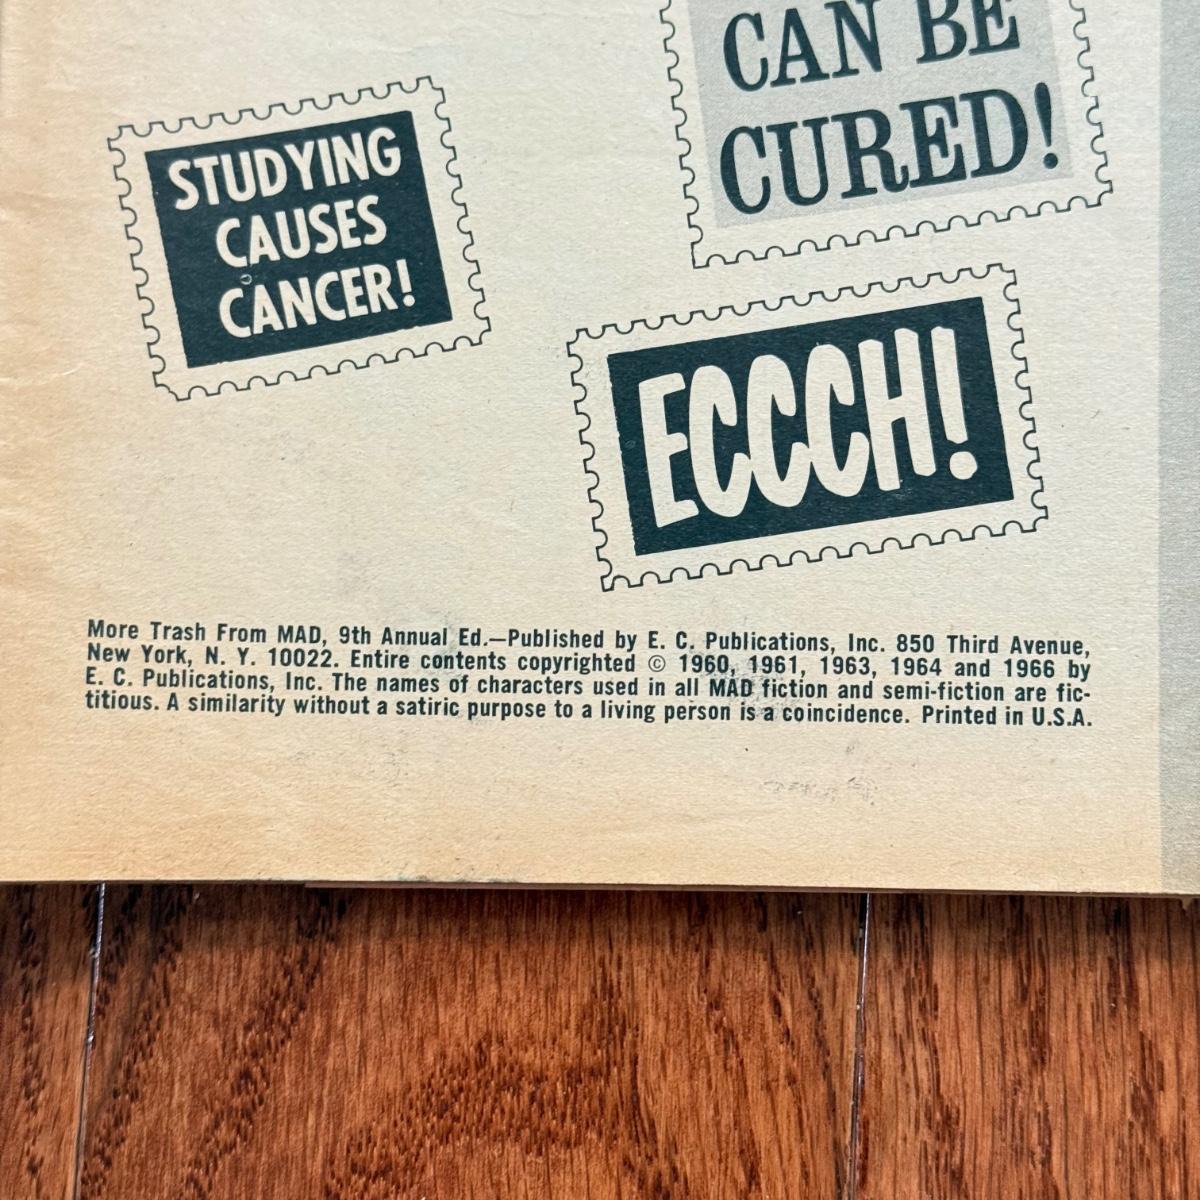 CAN BE
CURED!
STUDYING
CAUSES
CANCER!
ECCCH!
More Trash From MAD, 9th Annual Ed.—Published by E. C. Publications, Inc. 850 Third Avenue,
New York, N. Y. 10022. Entire contents copyrighted © 1960, 1961, 1963, 1964 and 1966 by
E. C. Publications, Inc. The names of characters used in all MAD fiction and semi-fiction are fic-
titious. A similarity without a satiric purpose to a living person is a coincidence. Printed in U.S.A.